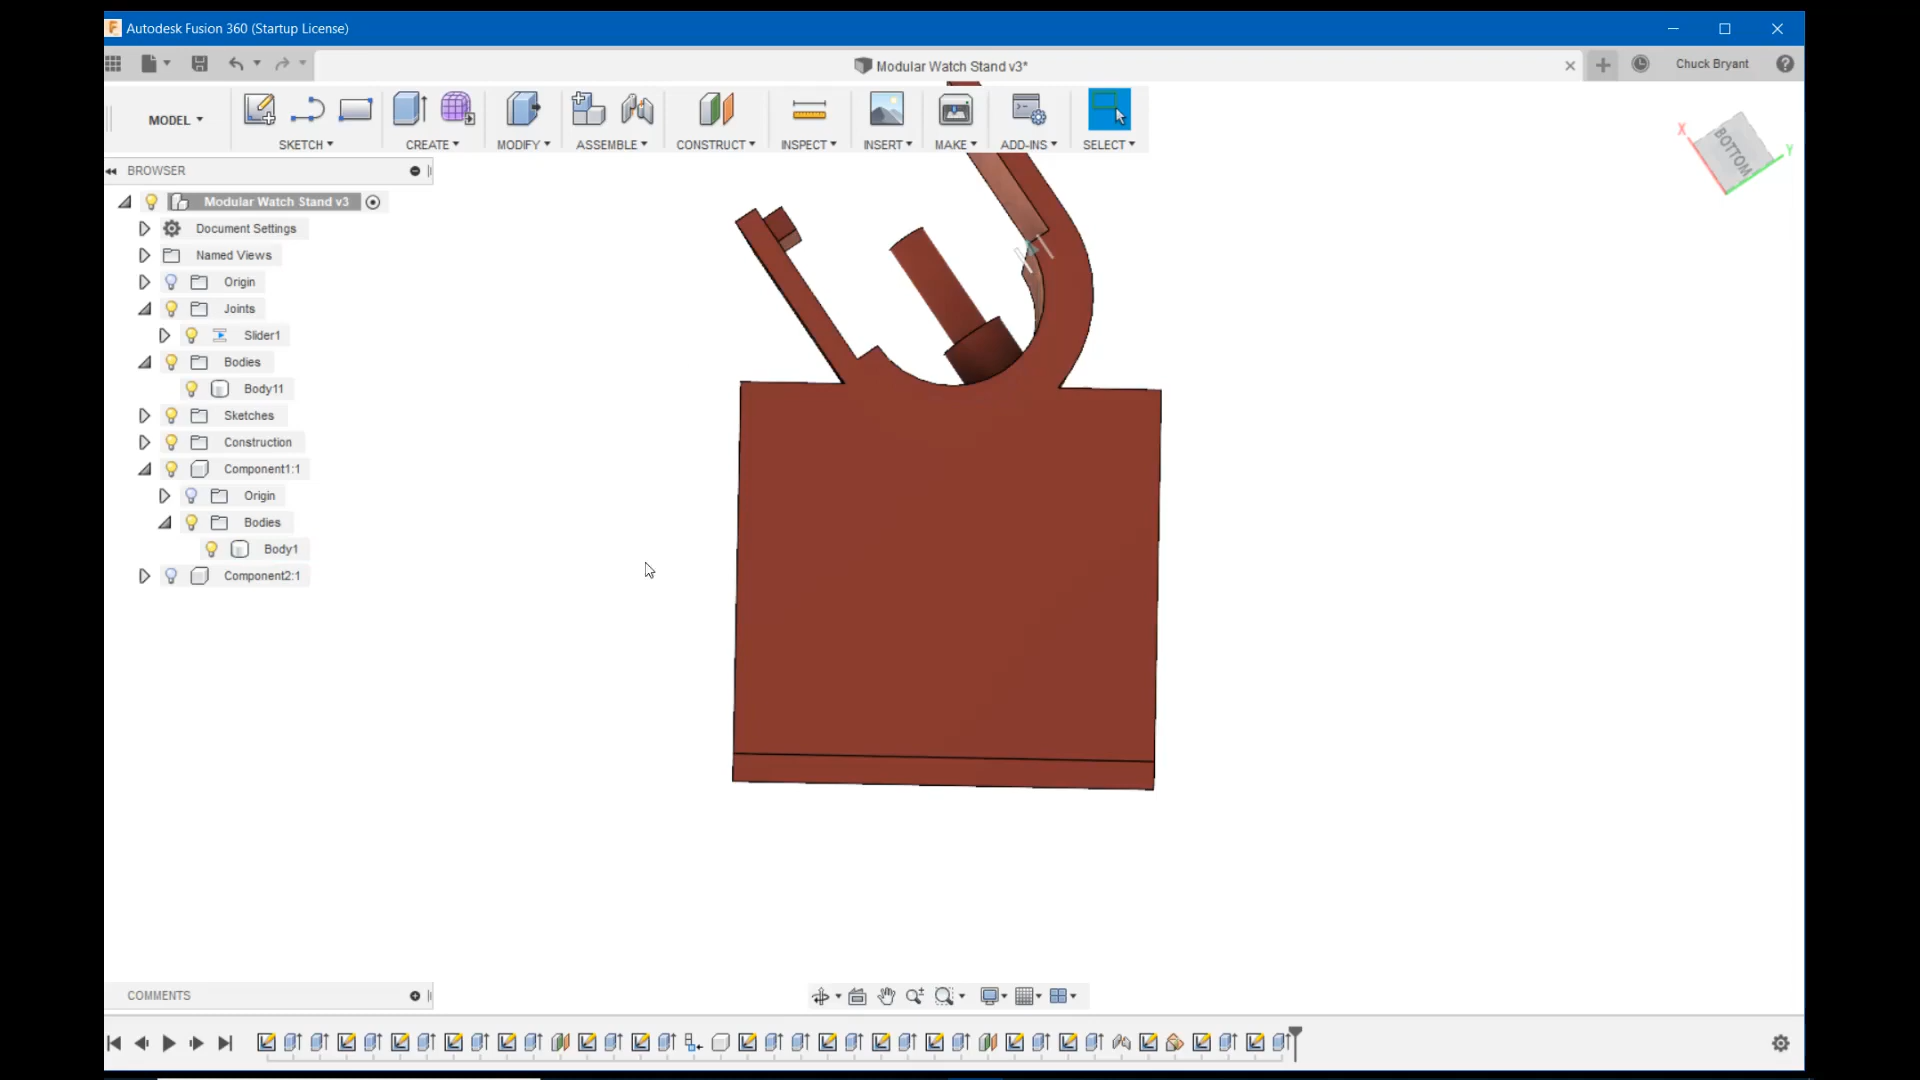 Autodesk Fusion 360 (Startup License)
Modular Watch Stand v3*
Chuck Bryant
MODEL
SKETCH
CREATE
MODIFY
ASSEMBLE
CONSTRUCT
INSPECT
INSERT
MAKE
ADD-INS
SELECT
X
BOTTOM
Y
BROWSER
Modular Watch Stand v3
Document Settings
Named Views
Origin
Joints
Slider1
Bodies
Body11
Sketches
Construction
Component1:1
Origin
Bodies
Body1
Component2:1
COMMENTS